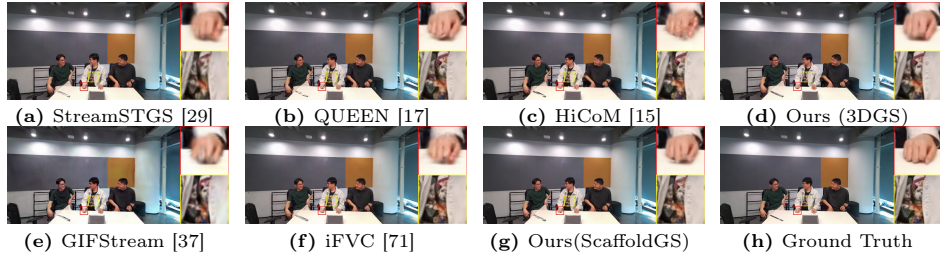 (a) StreamSTGS [29] (b) QUEEN [17] (c) HiCoM [15] (d) Ours (3DGS)
(e) GIFStream [37] (f) iFVC [71] (g) Ours(ScaffoldGS) (h) Ground Truth